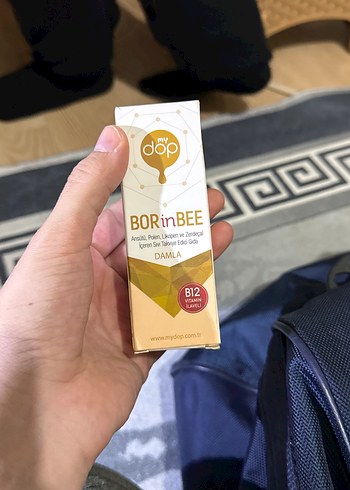 my
dop
BORinBEE
Arısütü, Polen, Likopen ve Zerdeçal
İçeren Sıvı Takviye Edici Gıda
DAMLA
B12
VİTAMİN
İLAVELİ
www.mydop.com.tr